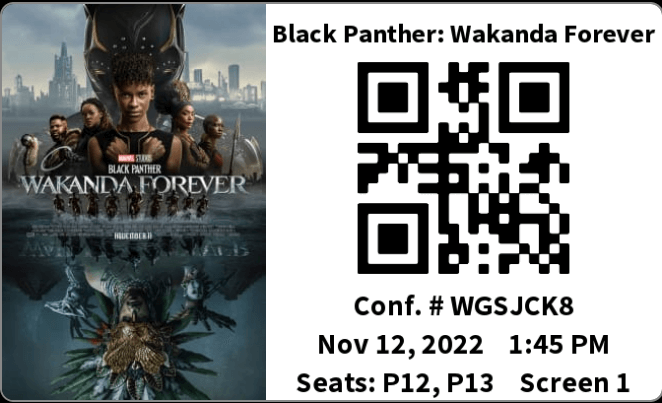 Black Panther: Wakanda Forever
MARVEL STUDIOS
BLACK PANTHER
WAKANDA FOREVER
NOVEMBER 11
Conf. # WGSJCK8
Nov 12, 2022 1:45 PM
Seats: P12, P13 Screen 1